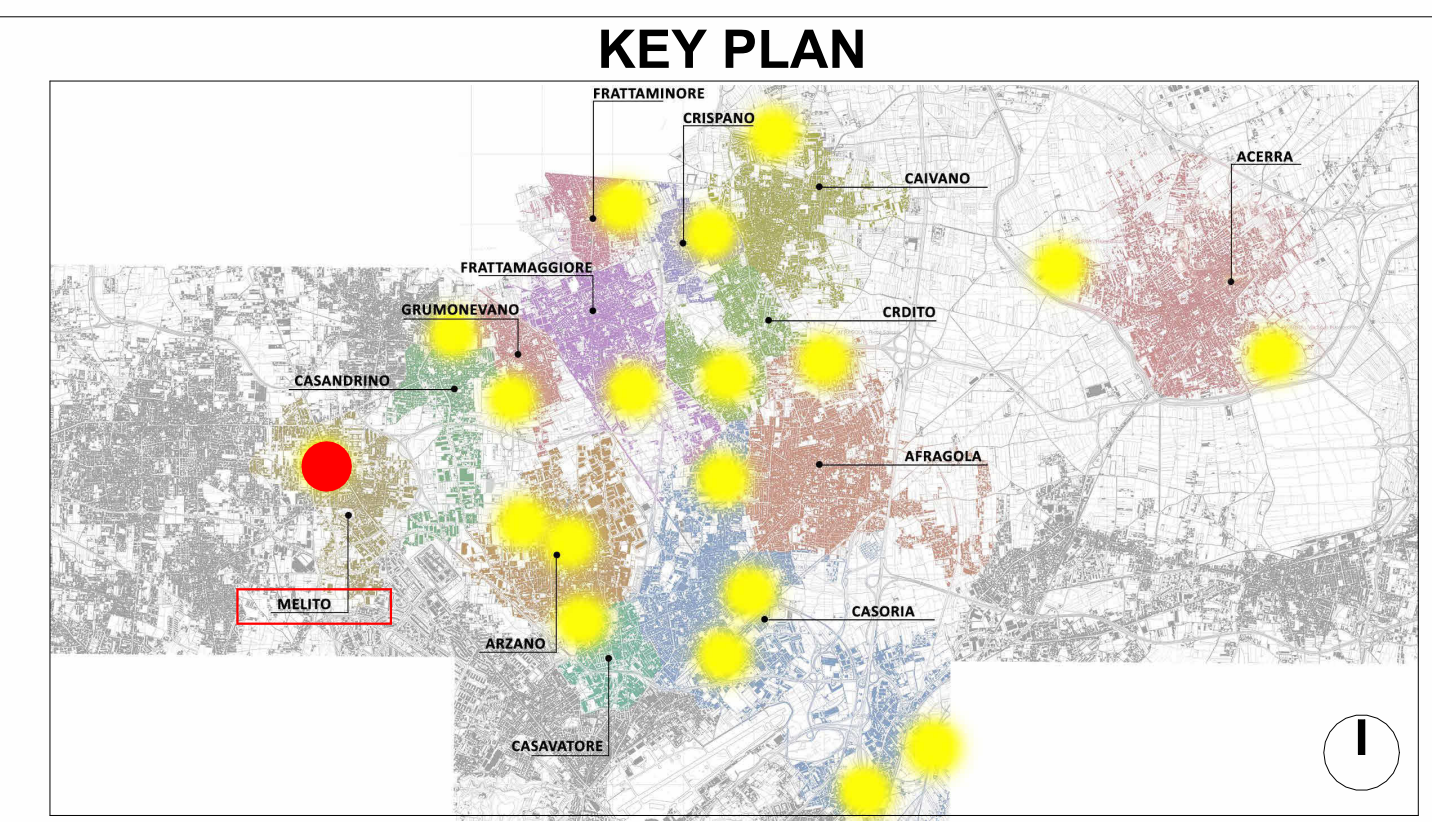 KEY PLAN
FRATTAMINORE
CRISPANO
ACERRA
CAIVANO
FRATTAMAGGIORE
GRUMONEVANO
CRDITO
CASANDRINO
AFRAGOLA
MELITO
CASORIA
ARZANO
CASAVATORE